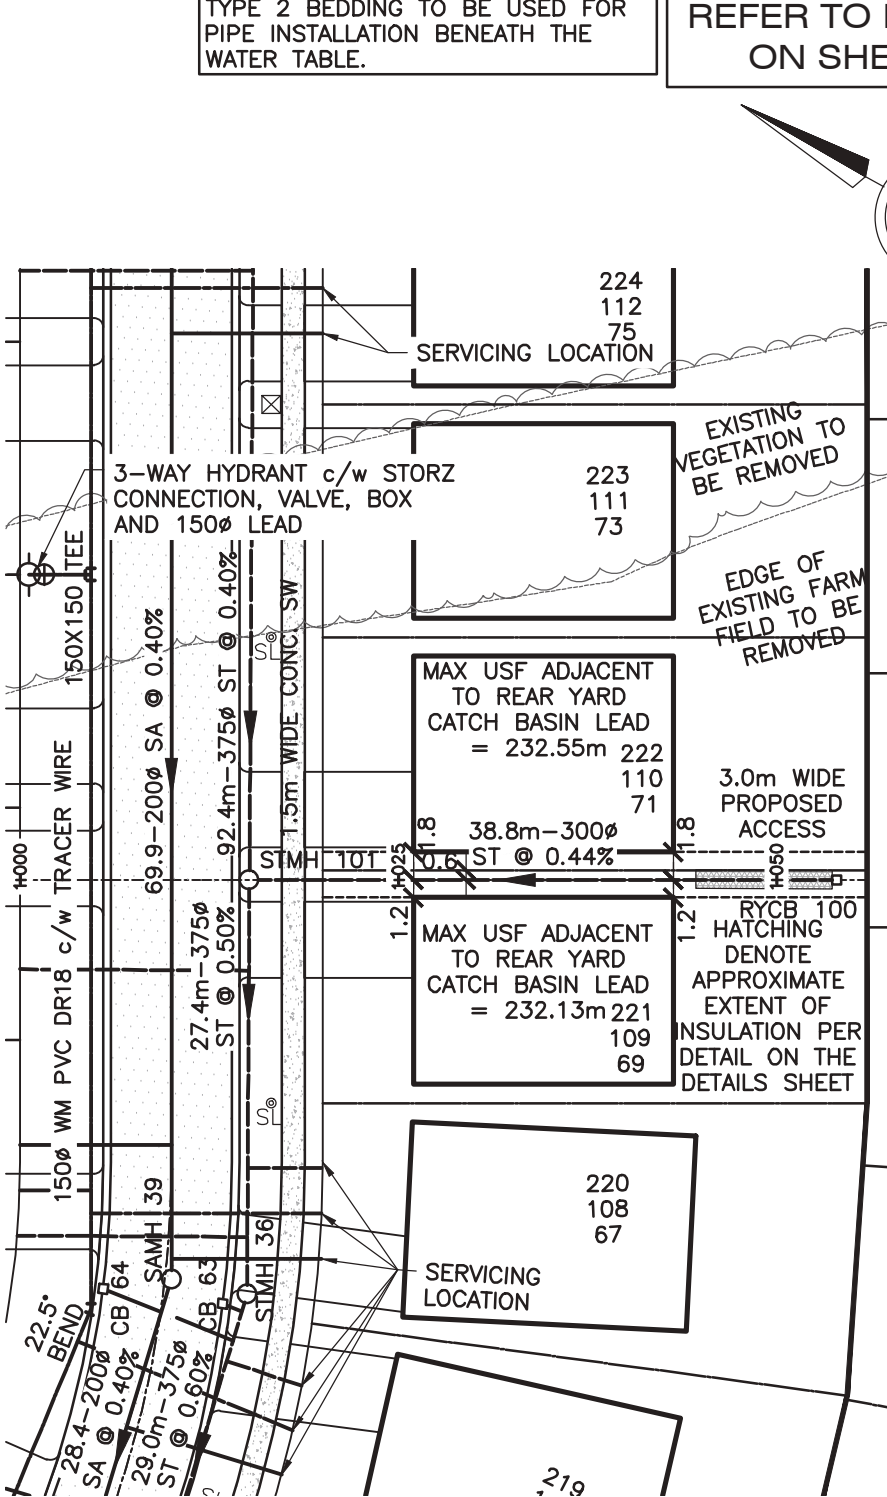 TYPE 2 BEDDING TO BE USED FOR
PIPE INSTALLATION BENEATH THE
WATER TABLE.
REFER TO
ON SHE
224
112
75
SERVICING LOCATION
EXISTING
VEGETATION TO
BE REMOVED
3-WAY HYDRANT c/w STORZ
CONNECTION, VALVE, BOX
AND 150ø LEAD
223
111
73
150X150 TEE
EDGE OF
EXISTING FARM
FIELD TO BE
REMOVED
69.9-200ø SA @ 0.40%
92.4m-375ø ST @ 0.40%
1.5m WIDE CONC SW
SL
MAX USF ADJACENT
TO REAR YARD
CATCH BASIN LEAD
= 232.55m
222
110
71
3.0m WIDE
PROPOSED
ACCESS
150ø WM PVC DR18 c/w TRACER WIRE
1+000
STMH 101
1.8
1+025
0.6
38.8m-300ø
ST @ 0.44%
1.8
1+050
RYCB 100
1.2
1.2
27.4m-375ø
ST @ 0.50%
MAX USF ADJACENT
TO REAR YARD
CATCH BASIN LEAD
= 232.13m
221
109
69
HATCHING
DENOTE
APPROXIMATE
EXTENT OF
INSULATION PER
DETAIL ON THE
DETAILS SHEET
SL
220
108
67
SAMH 39
STMH 36
CB 64
CB 63
SERVICING
LOCATION
22.5°
BEND
28.4-200ø
SA @ 0.40%
29.0m-375ø
ST @ 0.60%
219